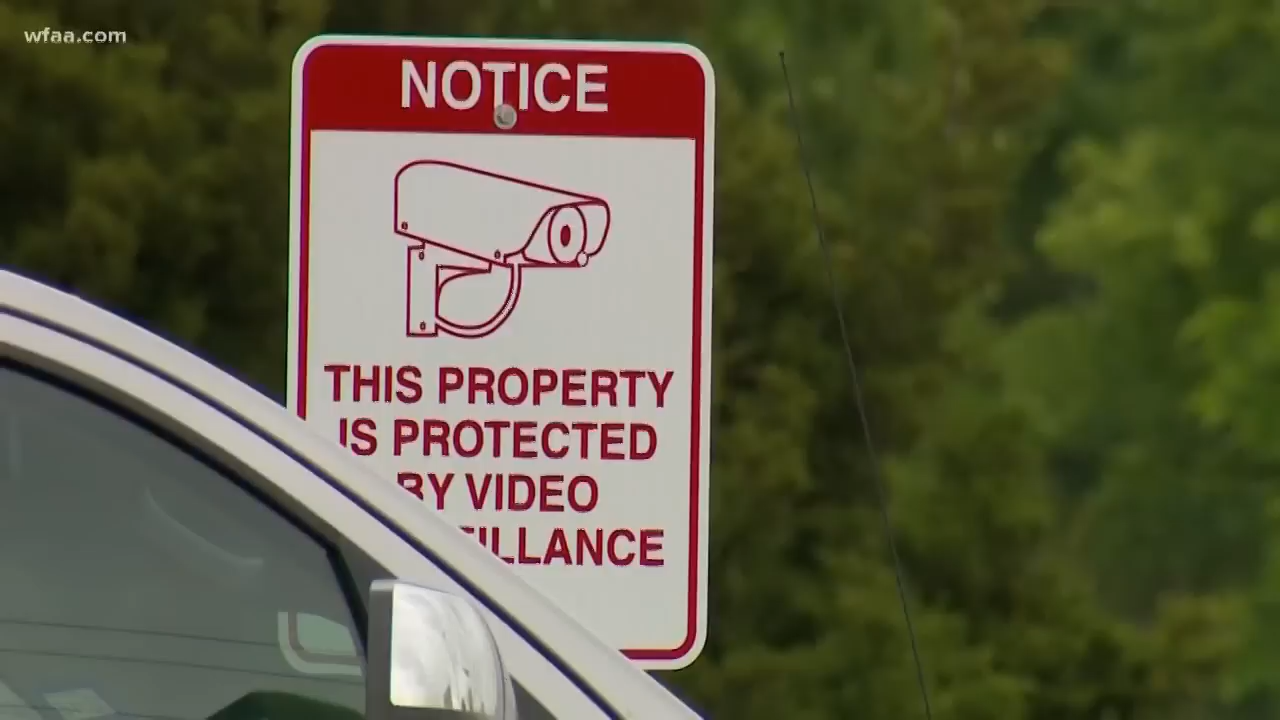 wfaa.com
NOTICE
THIS PROPERTY
IS PROTECTED
BY VIDEO